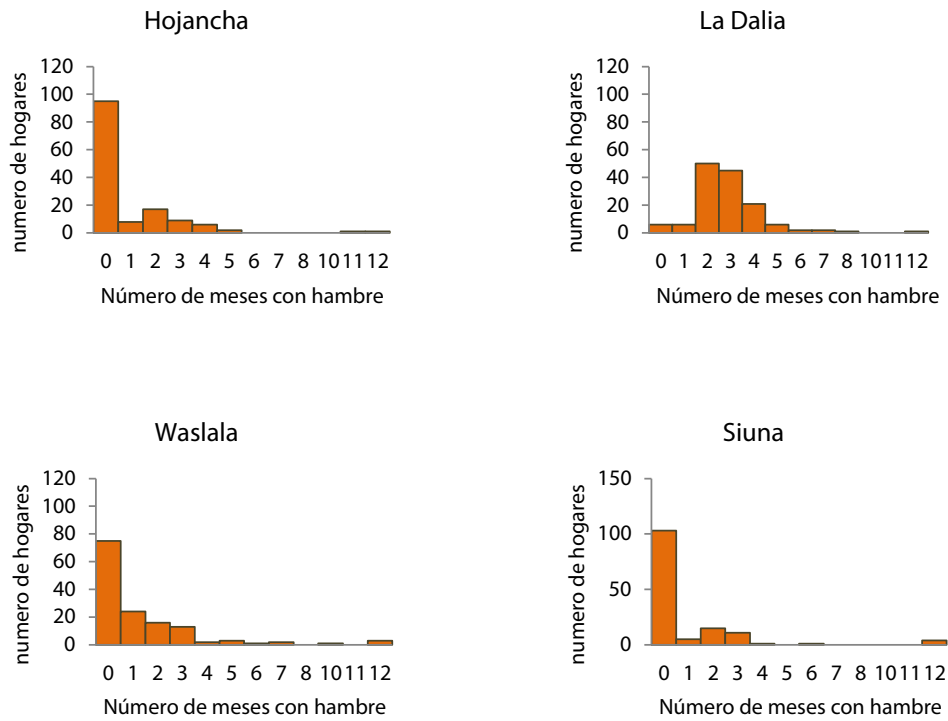 Hojancha
numero de hogares
120
100
80
60
40
20
0
0 1 2 3 4 5 6 7 8 10 11 12
Número de meses con hambre
La Dalia
numero de hogares
120
100
80
60
40
20
0
0 1 2 3 4 5 6 7 8 10 11 12
Número de meses con hambre
Waslala
numero de hogares
120
100
80
60
40
20
0
0 1 2 3 4 5 6 7 8 10 11 12
Número de meses con hambre
Siuna
numero de hogares
150
100
50
0
0 1 2 3 4 5 6 7 8 10 11 12
Número de meses con hambre